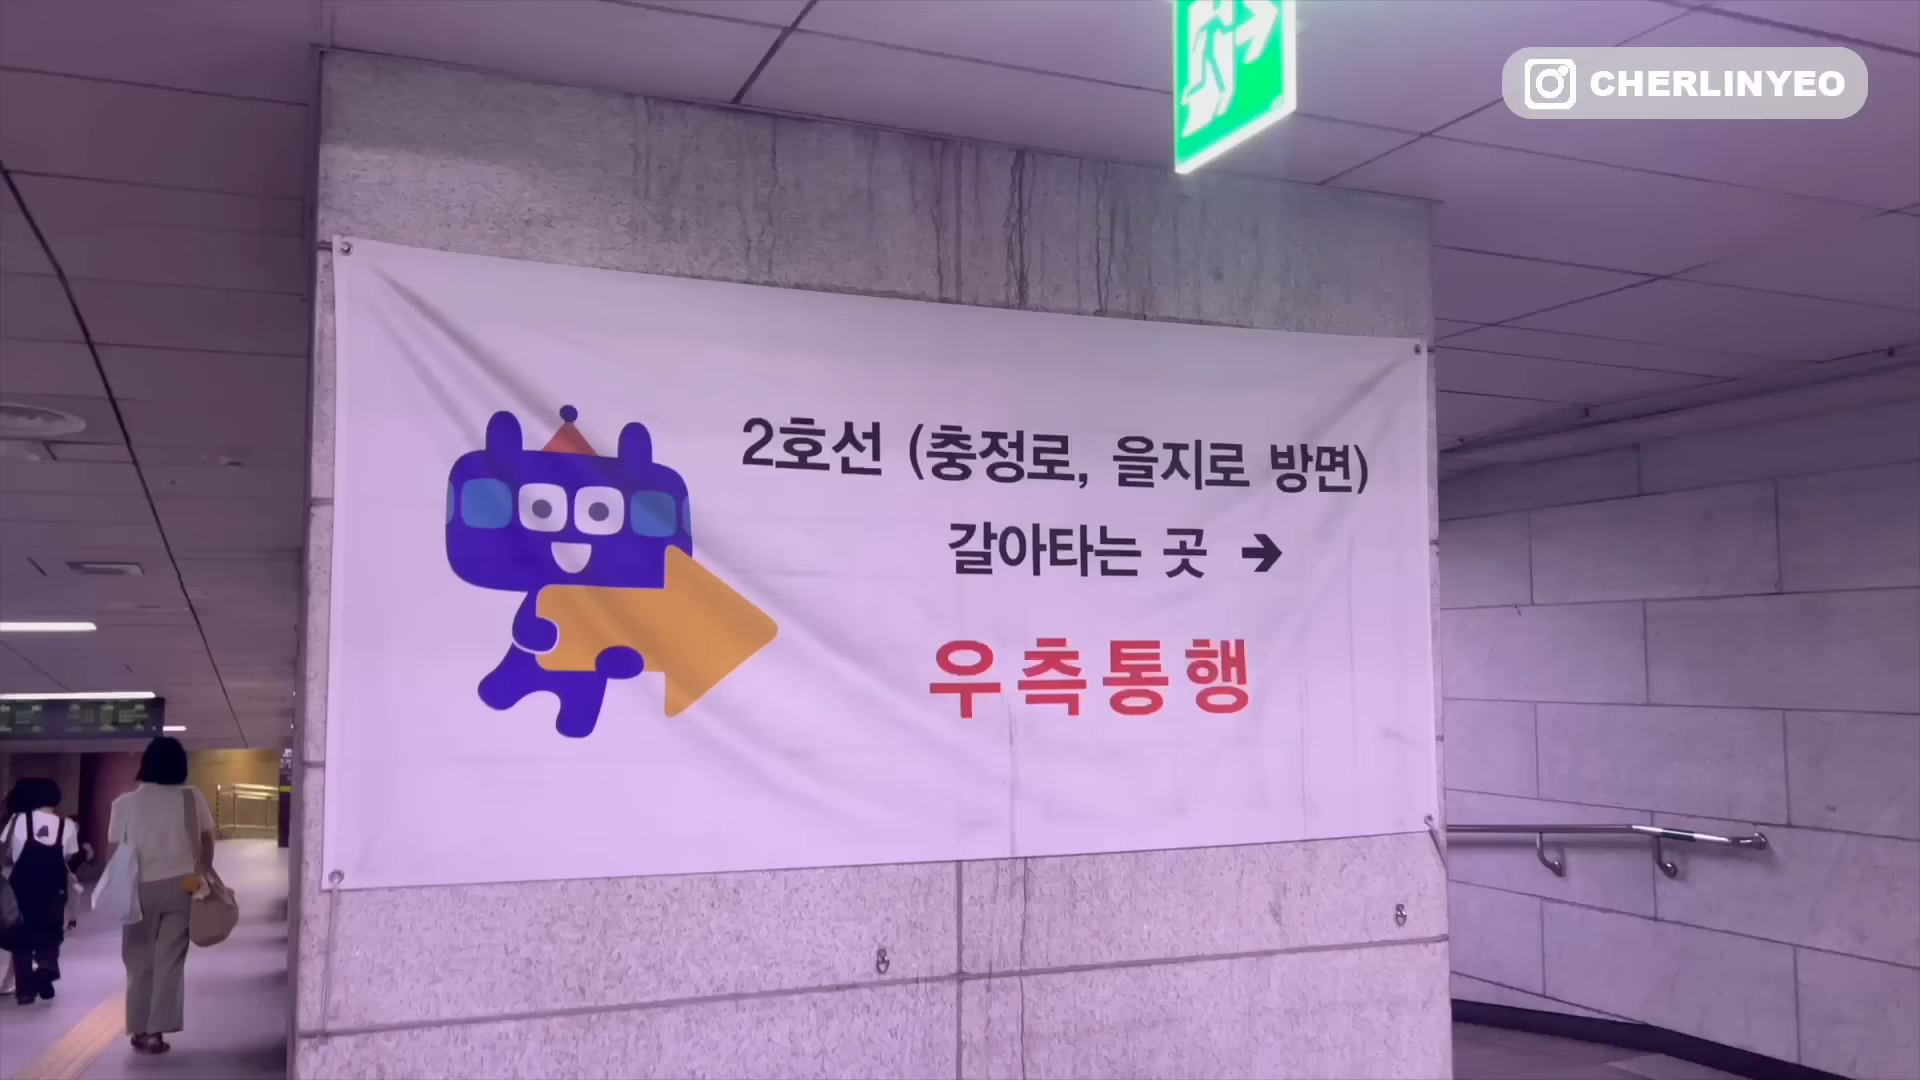 CHERLINYEO
2호선 (충정로, 을지로 방면)
갈아타는 곳 →
우측통행